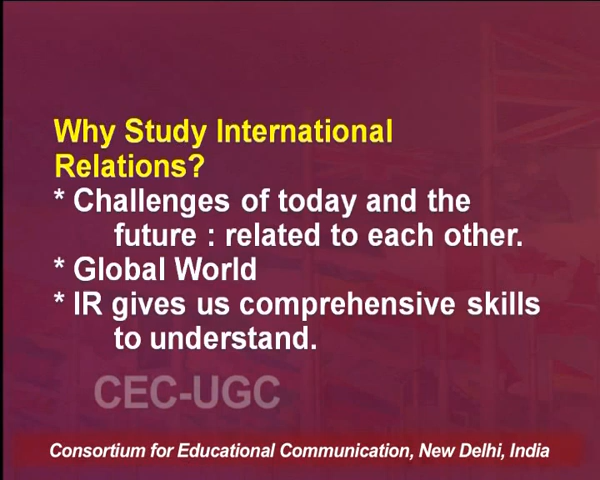 Why Study International
Relations?
* Challenges of today and the
future : related to each other.
* Global World
* IR gives us comprehensive skills
to understand.
CEC-UGC
Consortium for Educational Communication, New Delhi, India